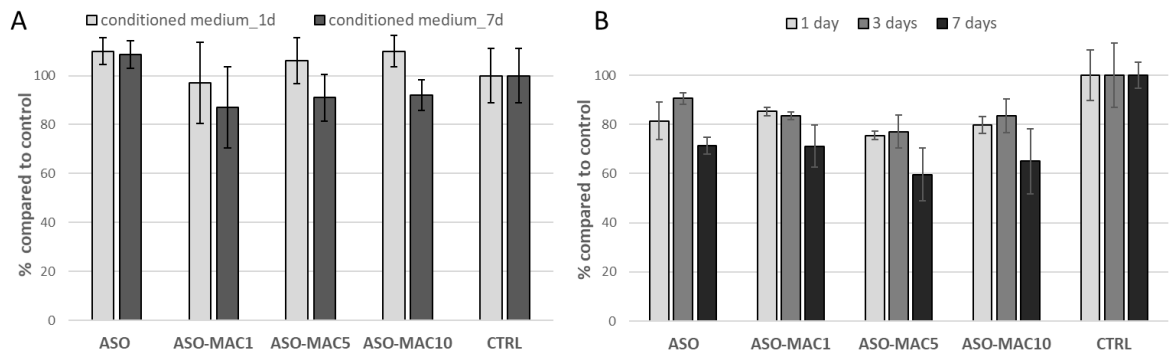 A
conditioned medium_1d
conditioned medium_7d
% compared to control
100
80
60
40
20
0
ASO
ASO-MAC1
ASO-MAC5
ASO-MAC10
CTRL
B
1 day
3 days
7 days
% compared to control
100
80
60
40
20
0
ASO
ASO-MAC1
ASO-MAC5
ASO-MAC10
CTRL